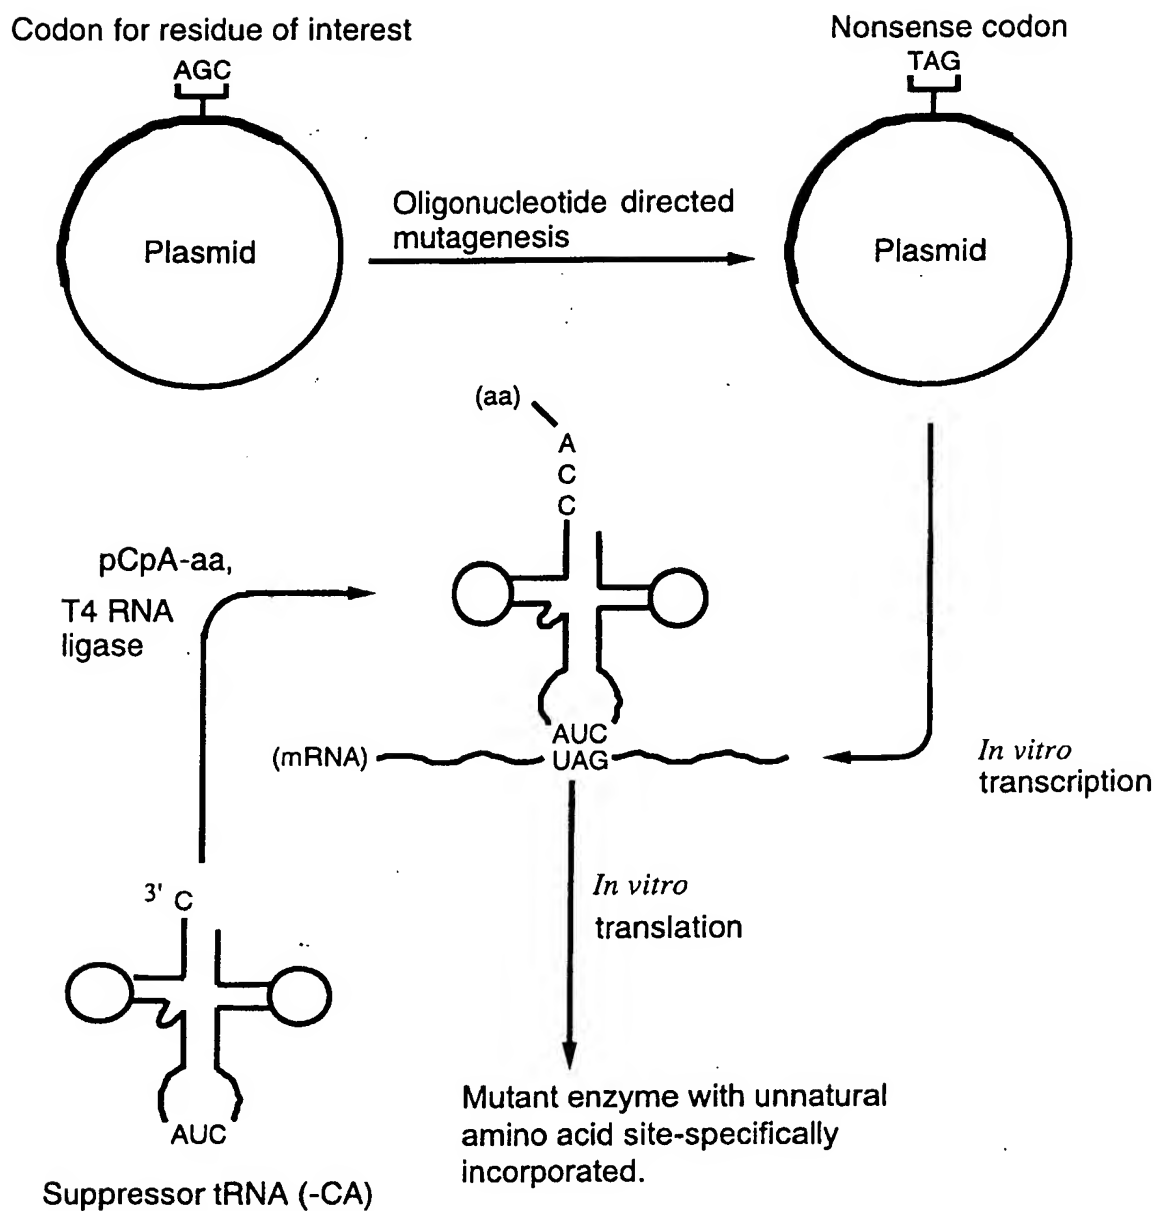 Codon for residue of interest
AGC
Plasmid
Oligonucleotide directed
mutagenesis
Nonsense codon
TAG
Plasmid
(aa)
A
C
C
pCpA-aa,
T4 RNA
ligase
AUC
(mRNA)
UAG
In vitro
transcription
3' C
In vitro
translation
AUC
Suppressor tRNA (-CA)
Mutant enzyme with unnatural
amino acid site-specifically
incorporated.